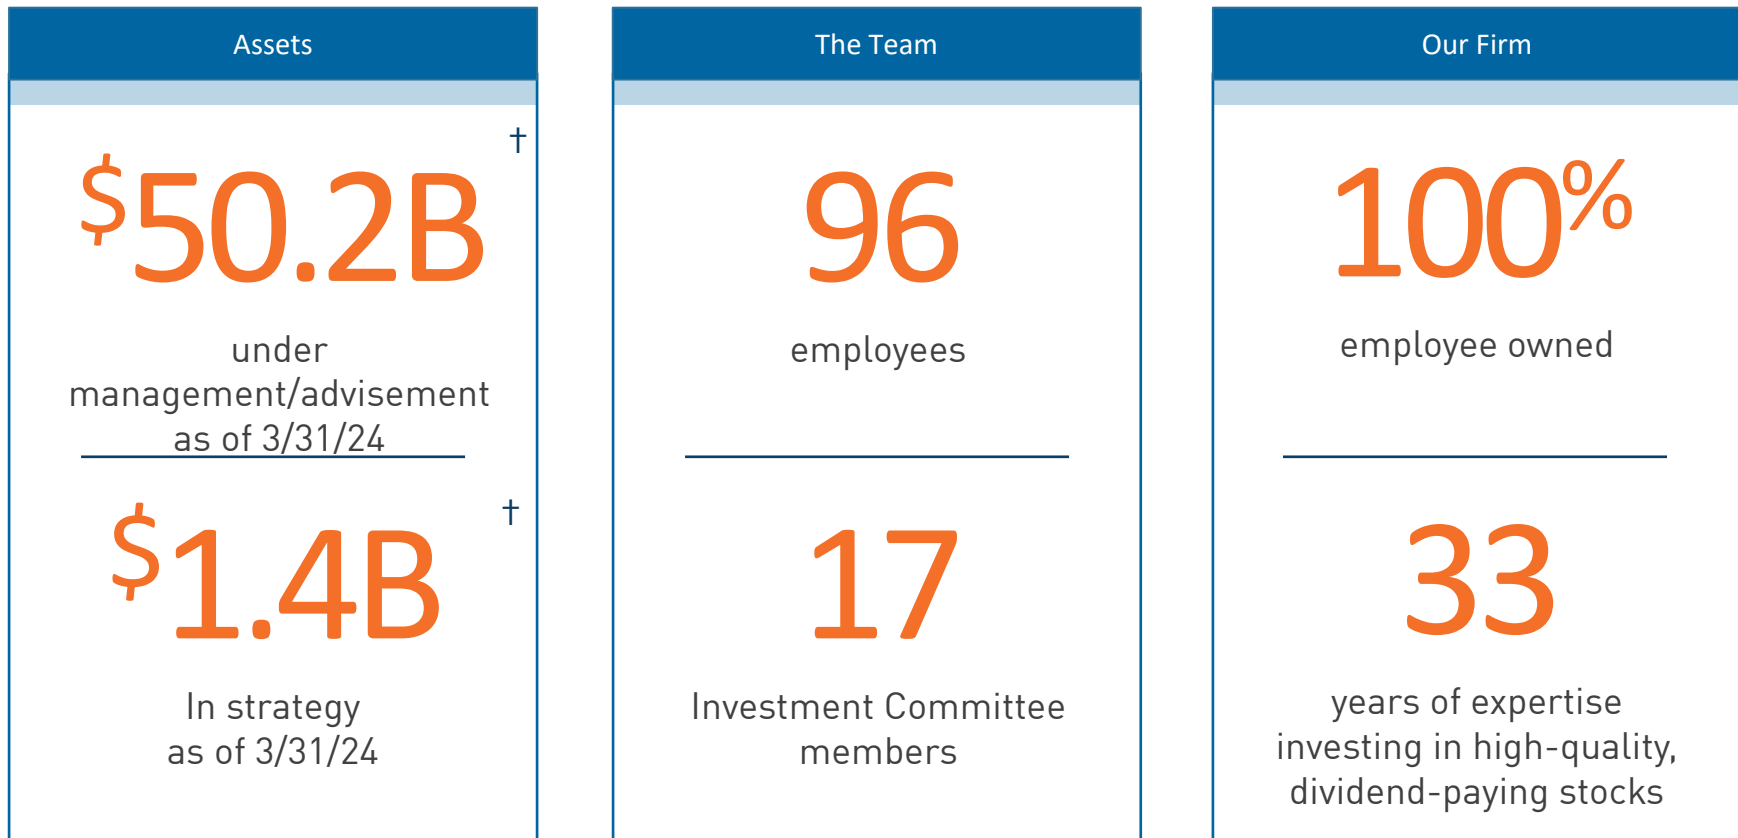 Assets
†
$50.2B
under
management/advisement
as of 3/31/24
†
$1.4B
In strategy
as of 3/31/24
The Team
96
employees
17
Investment Committee
members
Our Firm
100%
employee owned
33
years of expertise
investing in high-quality,
dividend-paying stocks